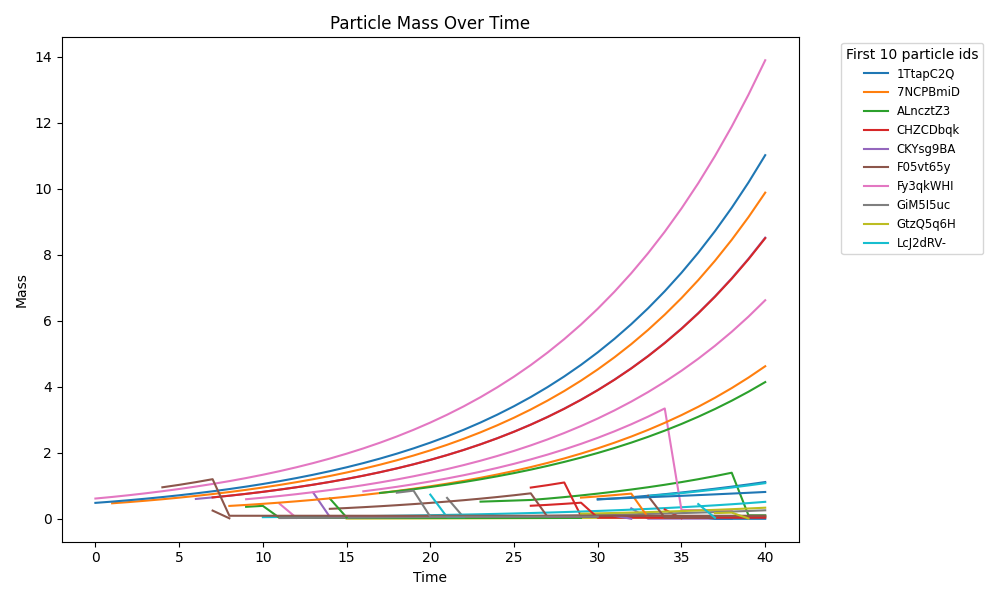 Particle Mass Over Time
14
12
10
8
6
4
2
0
Mass
0 5 10 15 20 25 30 35 40
Time
First 10 particle ids
1TtapC2Q
7NCPBmiD
ALncztZ3
CHZCDbqk
CKYsg9BA
F05vt65y
Fy3qkWHI
GiM5I5uc
GtzQ5q6H
LcJ2dRV-